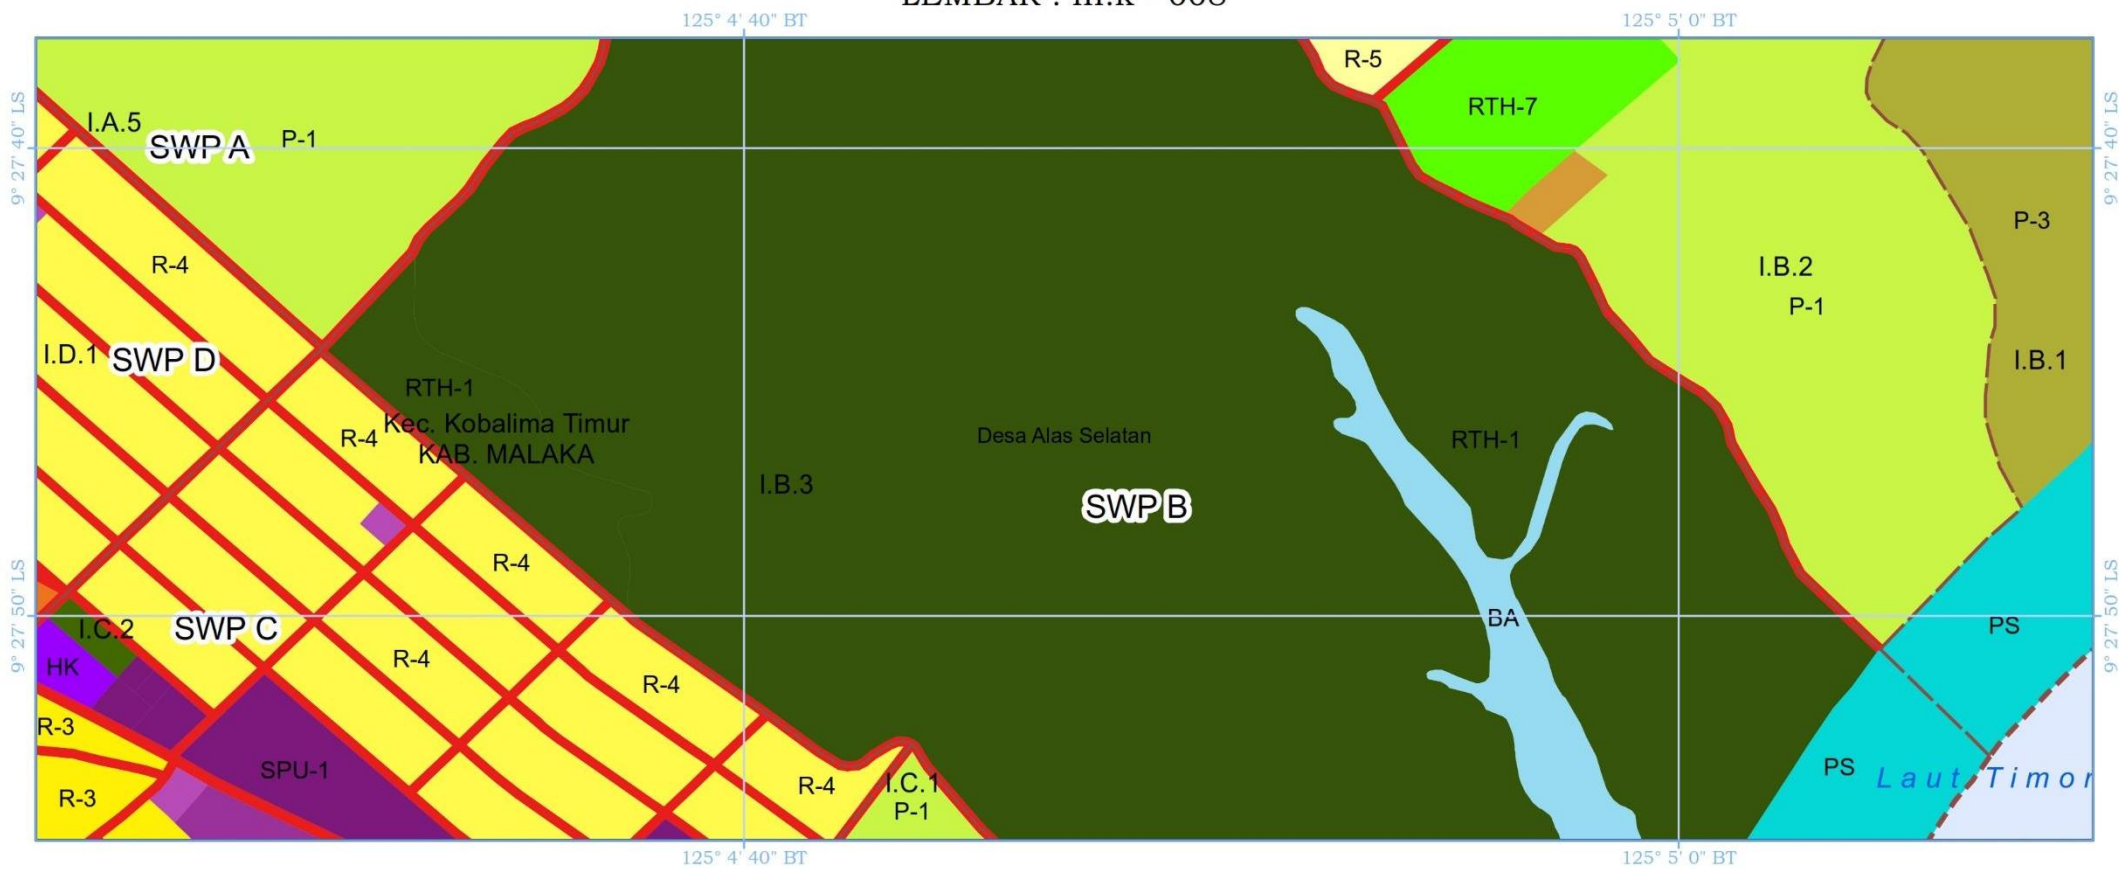 125° 4' 40" BT
125° 5' 0" BT
R-5
RTH-7
I.A.5
SWP A
P-1
9° 27' 40" LS
9° 27' 40" LS
P-3
R-4
I.B.2
P-1
I.D.1
SWP D
I.B.1
RTH-1
Kec. Kobalima Timur
KAB. MALAKA
R-4
Desa Alas Selatan
RTH-1
I.B.3
SWP B
R-4
9° 27' 50" LS
9° 27' 50" LS
I.C.2
SWP C
BA
PS
HK
R-4
R-4
R-3
SPU-1
PS
Laut Timor
R-3
R-4
I.C.1
P-1
125° 4' 40" BT
125° 5' 0" BT